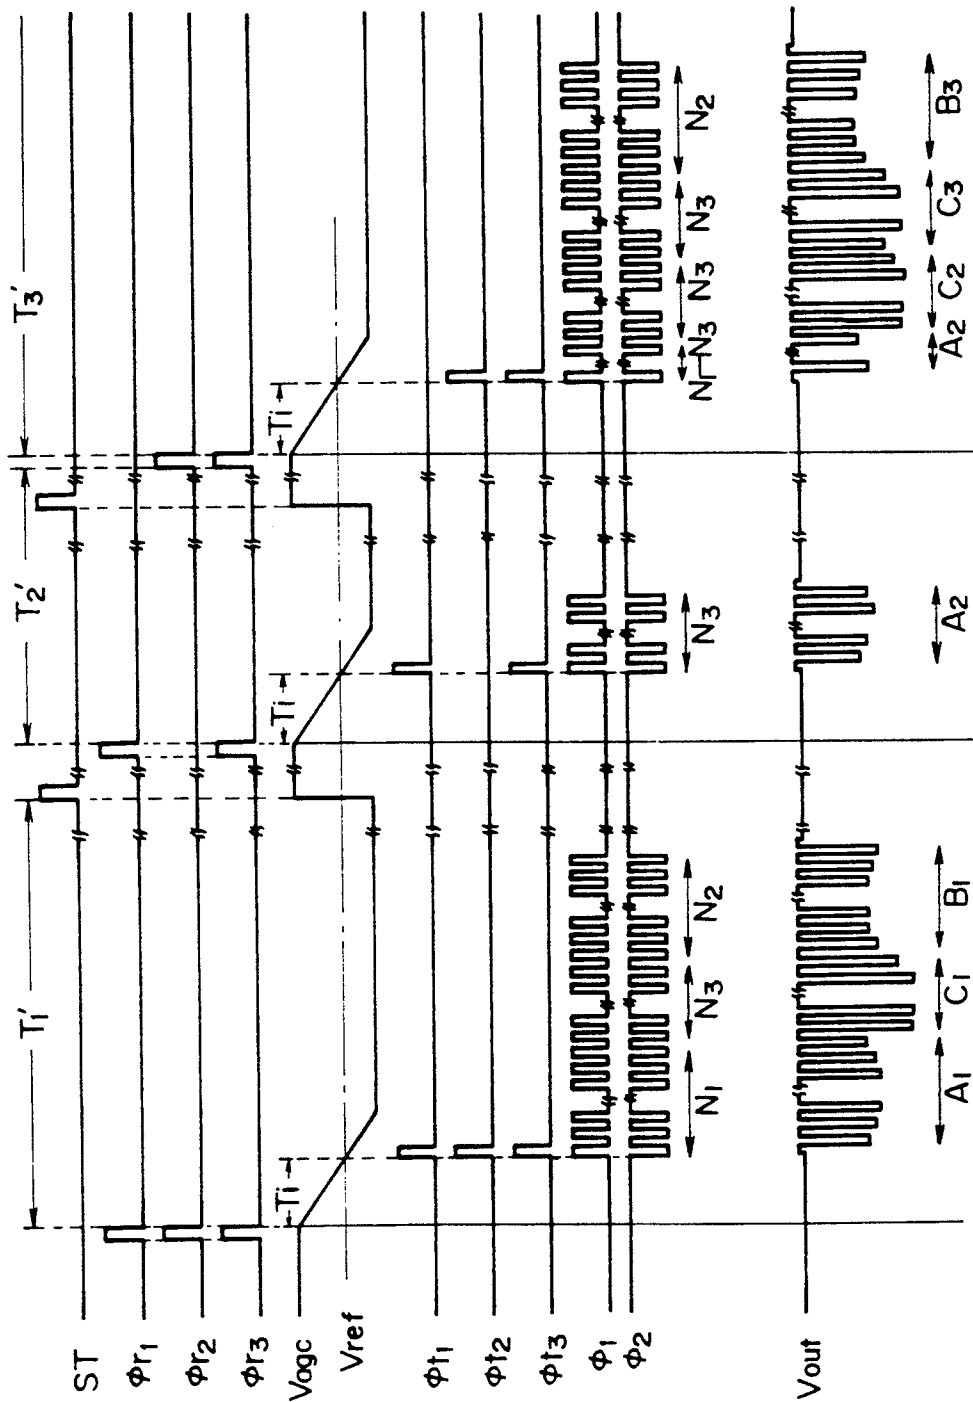 T₁' T₂' T₃'
ST
Φr₁
Φr₂
Φr₃
Ti Ti Ti
Vogc
Vref
Φt₁
Φt₂
Φt₃
Φ₁
Φ₂
N₁ N₃ N₂ N₃ N₁ N₃ N₃ N₃ N₂
Vout
A₁ C₁ B₁ A₂ A₂ C₂ C₃ B₃